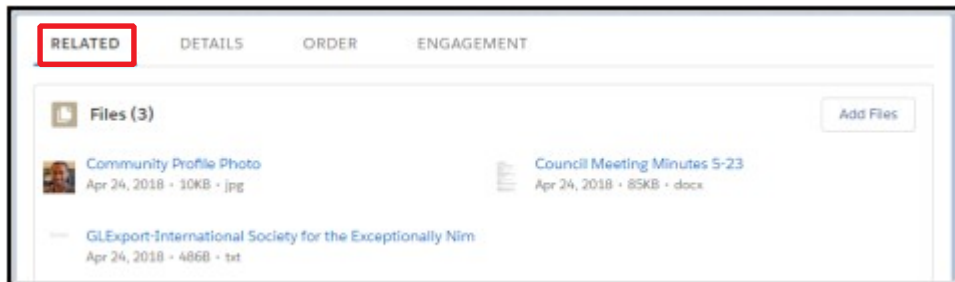 RELATED DETAILS ORDER ENGAGEMENT
Files (3) Add Files
Community Profile Photo
Apr 24, 2018 • 10KB • jpg
Council Meeting Minutes 5-23
Apr 24, 2018 • 85KB • docx
GLExport-International Society for the Exceptionally Nim
Apr 24, 2018 • 486B • txt